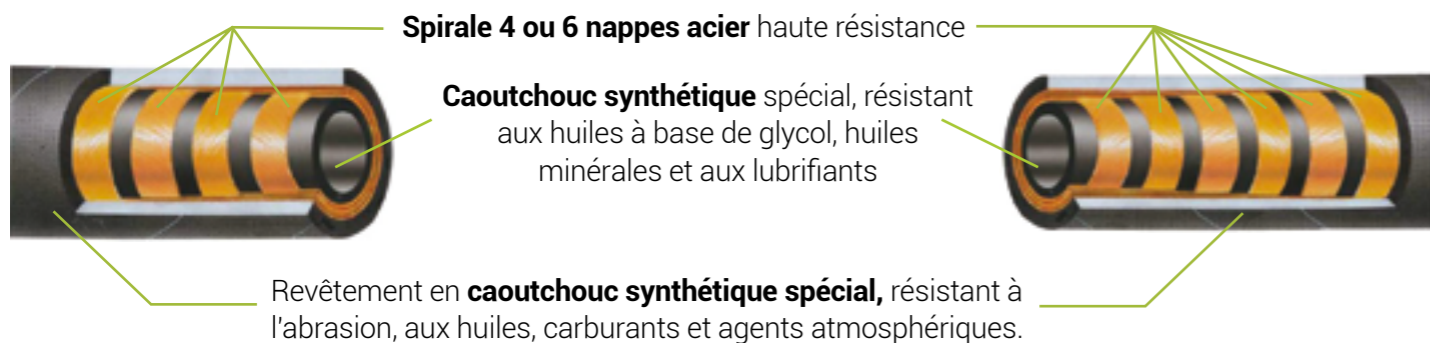 Spirale 4 ou 6 nappes acier haute résistance
Caoutchouc synthétique spécial, résistant
aux huiles à base de glycol, huiles
minérales et aux lubrifiants
Revêtement en caoutchouc synthétique spécial, résistant à
l'abrasion, aux huiles, carburants et agents atmosphériques.